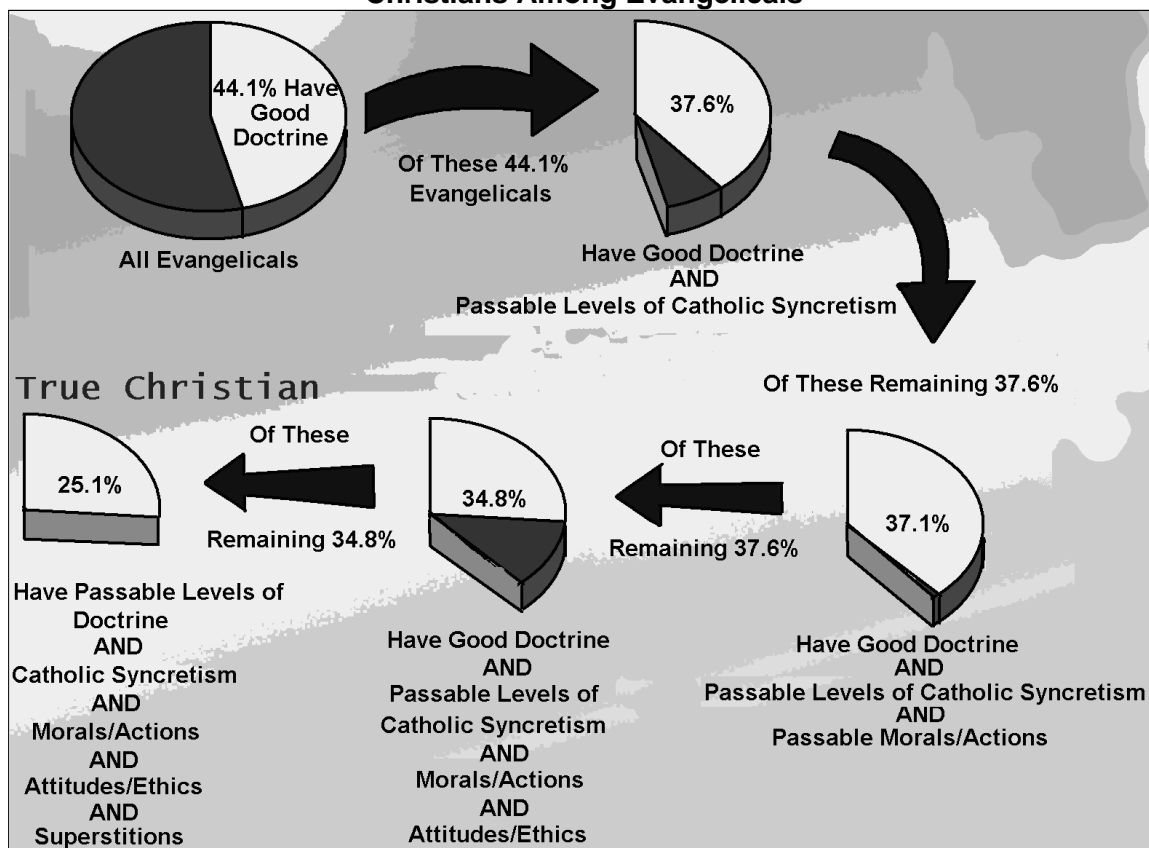 Christians Among Evangelicals
44.1% Have
Good
Doctrine
All Evangelicals
Of These 44.1%
Evangelicals
37.6%
Have Good Doctrine
AND
Passable Levels of Catholic Syncretism
Of These Remaining 37.6%
37.1%
Have Good Doctrine
AND
Passable Levels of Catholic Syncretism
AND
Passable Morals/Actions
Of These
Remaining 37.6%
34.8%
Have Good Doctrine
AND
Passable Levels of
Catholic Syncretism
AND
Morals/Actions
AND
Attitudes/Ethics
Of These
Remaining 34.8%
True Christian
25.1%
Have Passable Levels of
Doctrine
AND
Catholic Syncretism
AND
Morals/Actions
AND
Attitudes/Ethics
AND
Superstitions